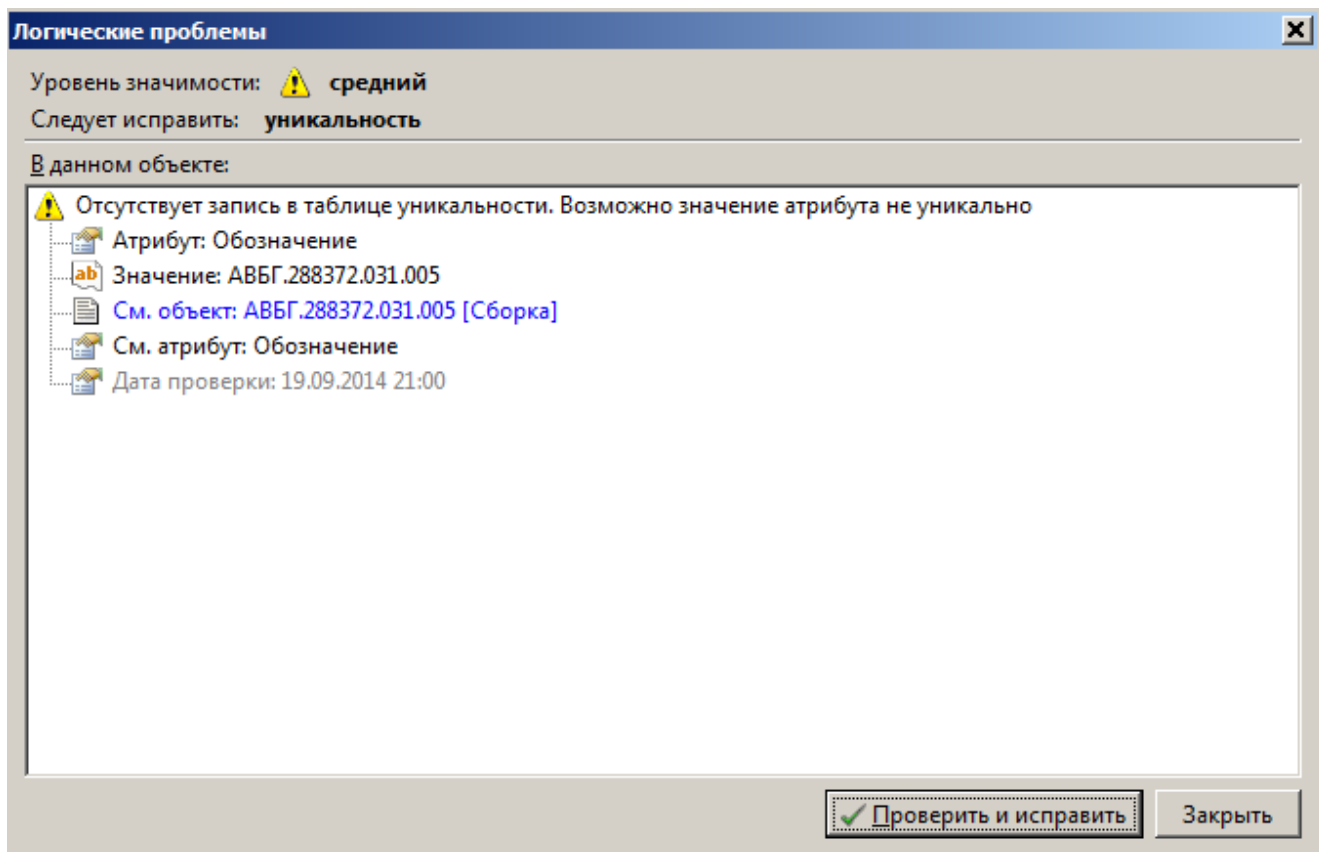 Логические проблемы
Уровень значимости: средний
Следует исправить: уникальность
В данном объекте:
Отсутствует запись в таблице уникальности. Возможно значение атрибута не уникально
Атрибут: Обозначение
ab Значение: АВБГ.288372.031.005
См. объект: АВБГ.288372.031.005 [Сборка]
См. атрибут: Обозначение
Дата проверки: 19.09.2014 21:00
Проверить и исправить Закрыть